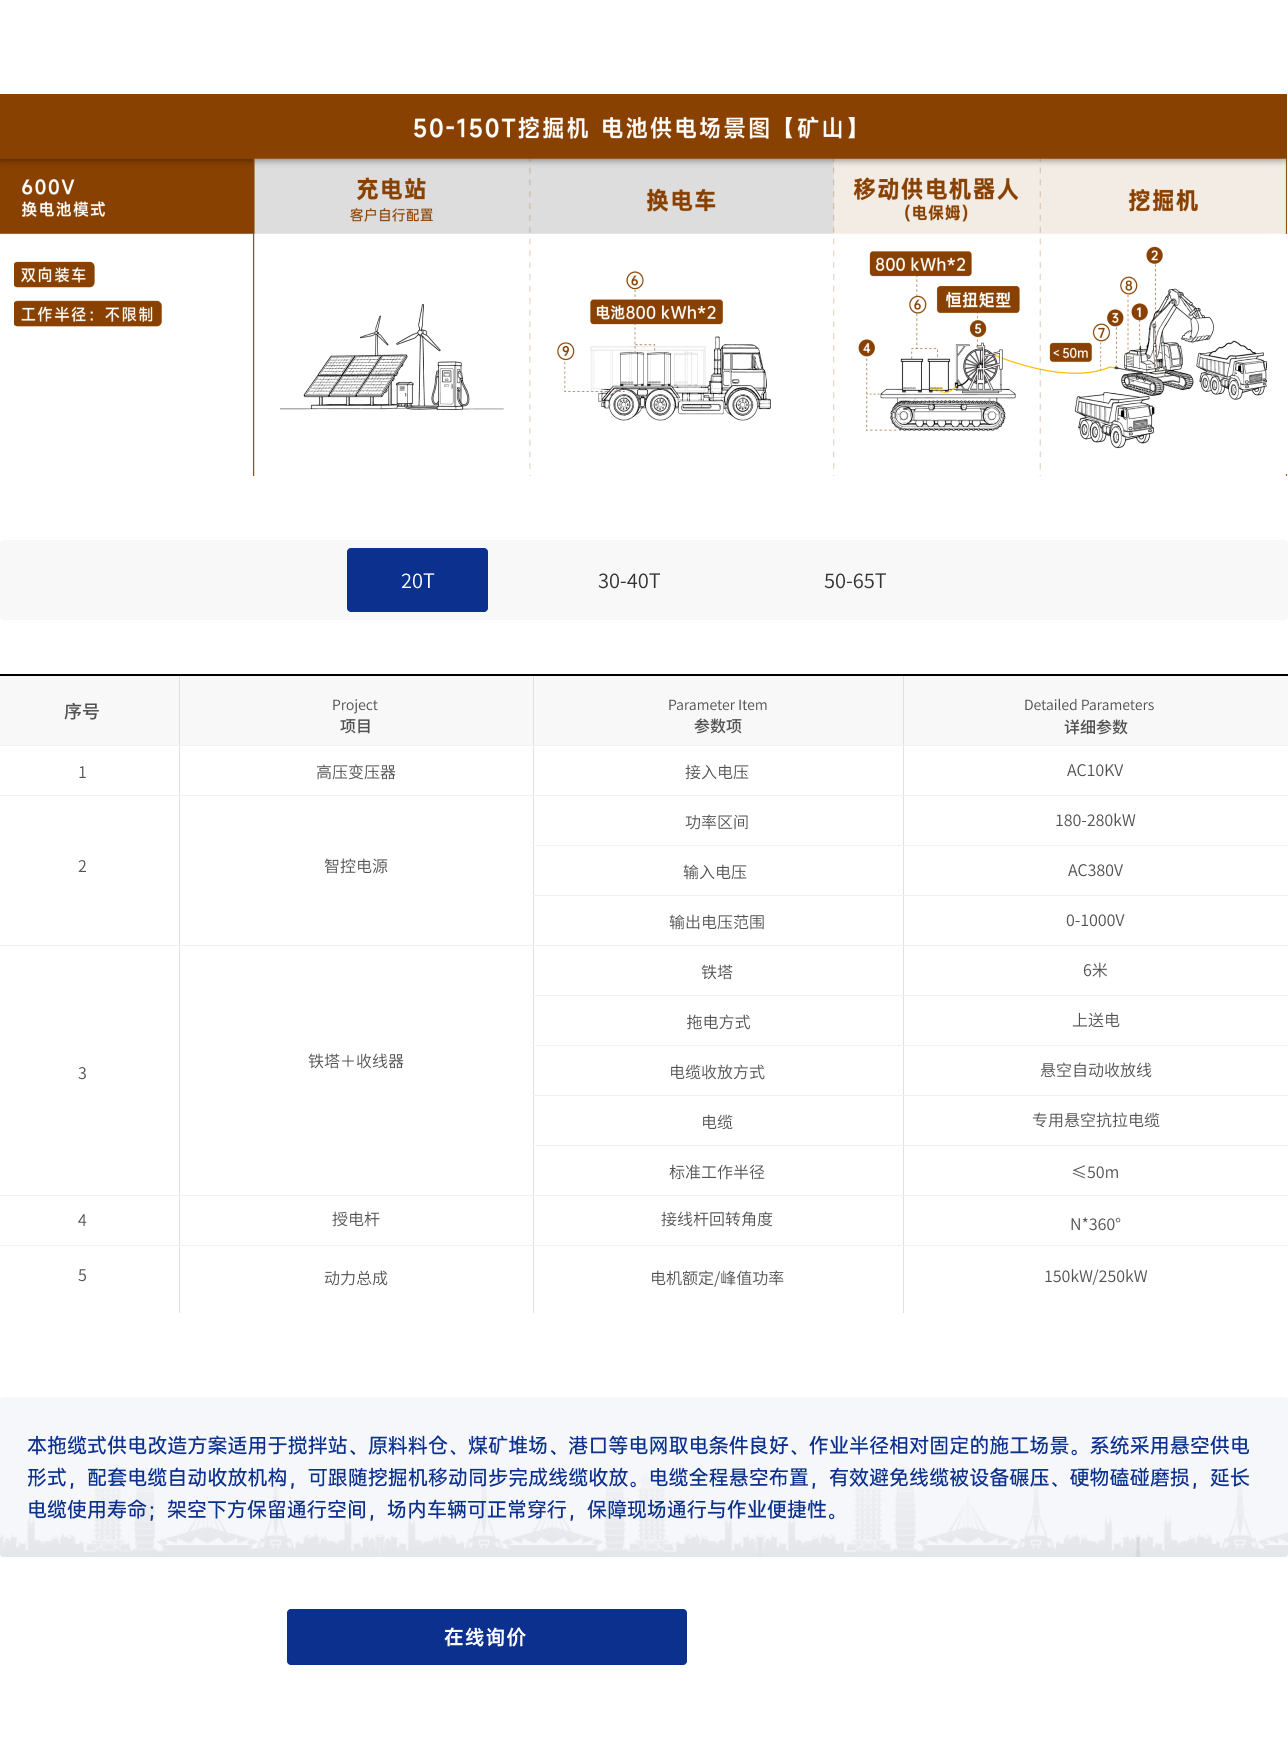 50-150T挖掘机 电池供电场景图【矿山】
600V
换电池模式
充电站
客户自行配置
换电车
移动供电机器人
(电保姆)
挖掘机
双向装车
工作半径：不限制
⑥
电池800 kWh*2
⑨
800 kWh*2
⑥
恒扭矩型
5
4
2
⑧
1
3
⑦
< 50m
20T
30-40T
50-65T
序号
Project
项目
Parameter Item
参数项
Detailed Parameters
详细参数
1
高压变压器
接入电压
AC10KV
2
智控电源
功率区间
180-280kW
输入电压
AC380V
输出电压范围
0-1000V
3
铁塔＋收线器
铁塔
6米
拖电方式
上送电
电缆收放方式
悬空自动收放线
电缆
专用悬空抗拉电缆
标准工作半径
≤50m
4
授电杆
接线杆回转角度
N*360°
5
动力总成
电机额定/峰值功率
150kW/250kW
本拖缆式供电改造方案适用于搅拌站、原料料仓、煤矿堆场、港口等电网取电条件良好、作业半径相对固定的施工场景。系统采用悬空供电
形式，配套电缆自动收放机构，可跟随挖掘机移动同步完成线缆收放。电缆全程悬空布置，有效避免线缆被设备碾压、硬物磕碰磨损，延长
电缆使用寿命；架空下方保留通行空间，场内车辆可正常穿行，保障现场通行与作业便捷性。
在线询价